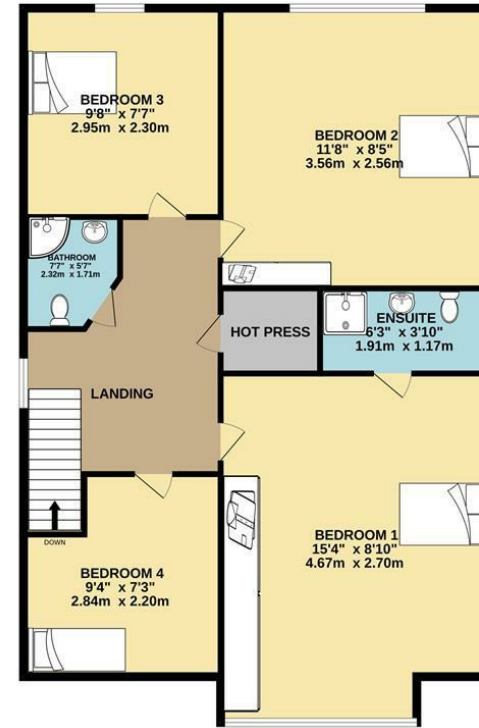 BEDROOM 3
9'8" x 7'7"
2.95m x 2.30m
BEDROOM 2
11'8" x 8'5"
3.56m x 2.56m
BATHROOM
7'7" x 5'7"
2.32m x 1.71m
HOT PRESS
ENSUITE
6'3" x 3'10"
1.91m x 1.17m
LANDING
DOWN
BEDROOM 4
9'4" x 7'3"
2.84m x 2.20m
BEDROOM 1
15'4" x 8'10"
4.67m x 2.70m